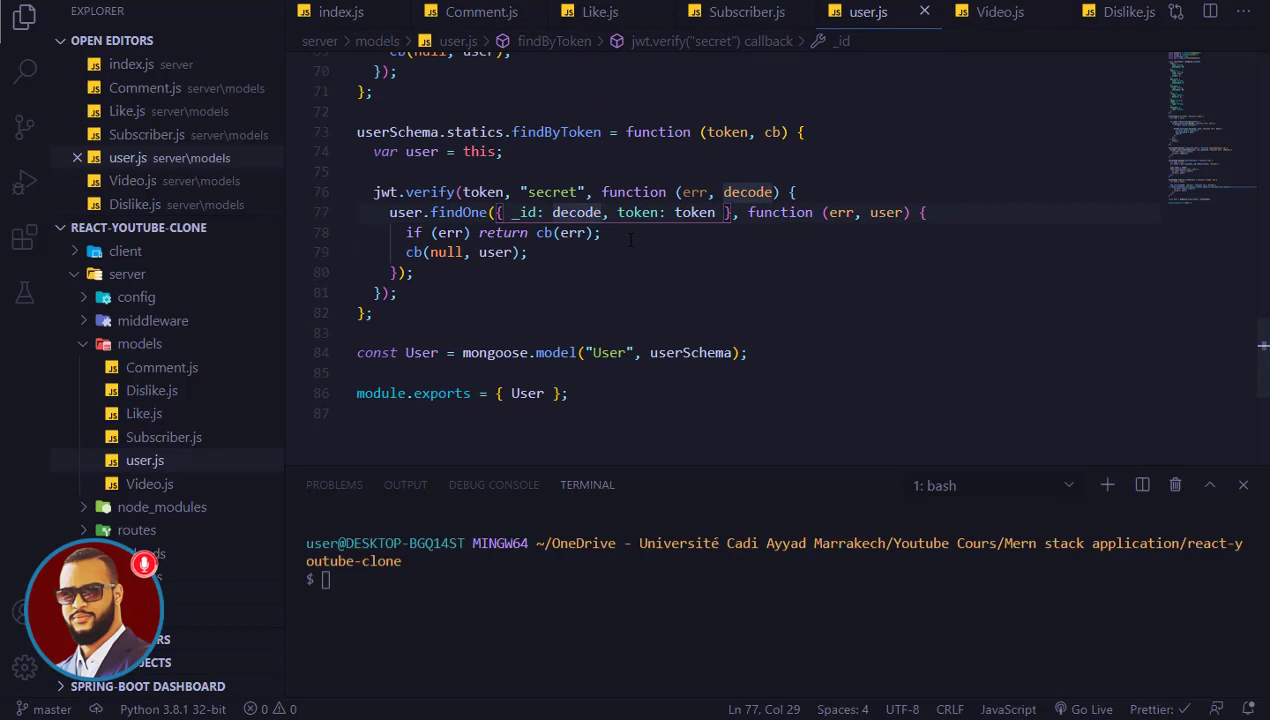 EXPLORER
OPEN EDITORS
index.js server
Comment.js server\models
Like.js server\models
Subscriber.js server\models
user.js server\models
Video.js server\models
Dislike.js server\models
REACT-YOUTUBE-CLONE
client
server
config
middleware
models
Comment.js
Dislike.js
Like.js
Subscriber.js
user.js
Video.js
node_modules
routes
SPRING-BOOT DASHBOARD
index.js Comment.js Like.js Subscriber.js user.js Video.js Dislike.js
server > models > user.js > findByToken > jwt.verify("secret") callback > _id
cb(null, user);
70 });
71 };
72
73 userSchema.statics.findByToken = function (token, cb) {
74 var user = this;
75
76 jwt.verify(token, "secret", function (err, decode) {
77 user.findOne({ _id: decode, token: token }, function (err, user) {
78 if (err) return cb(err);
79 cb(null, user);
80 });
81 });
82 };
83
84 const User = mongoose.model("User", userSchema);
85
86 module.exports = { User };
87
PROBLEMS OUTPUT DEBUG CONSOLE TERMINAL 1: bash
user@DESKTOP-BGQ14ST MINGW64 ~/OneDrive - Université Cadi Ayyad Marrakech/Youtube Cours/Mern stack application/react-y
outube-clone
$
master Python 3.8.1 32-bit 0 0 Ln 77, Col 29 Spaces: 4 UTF-8 CRLF JavaScript Go Live Prettier: ✓